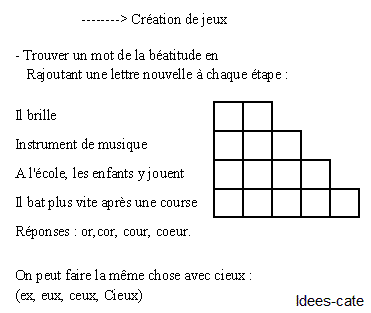 --------> Création de jeux
- Trouver un mot de la béatitude en
Rajoutant une lettre nouvelle à chaque étape :
Il brille
Instrument de musique
A l'école, les enfants y jouent
Il bat plus vite après une course
Réponses : or,cor, cour, coeur.
On peut faire la même chose avec cieux :
(ex, eux, ceux, Cieux)
Idees-cate